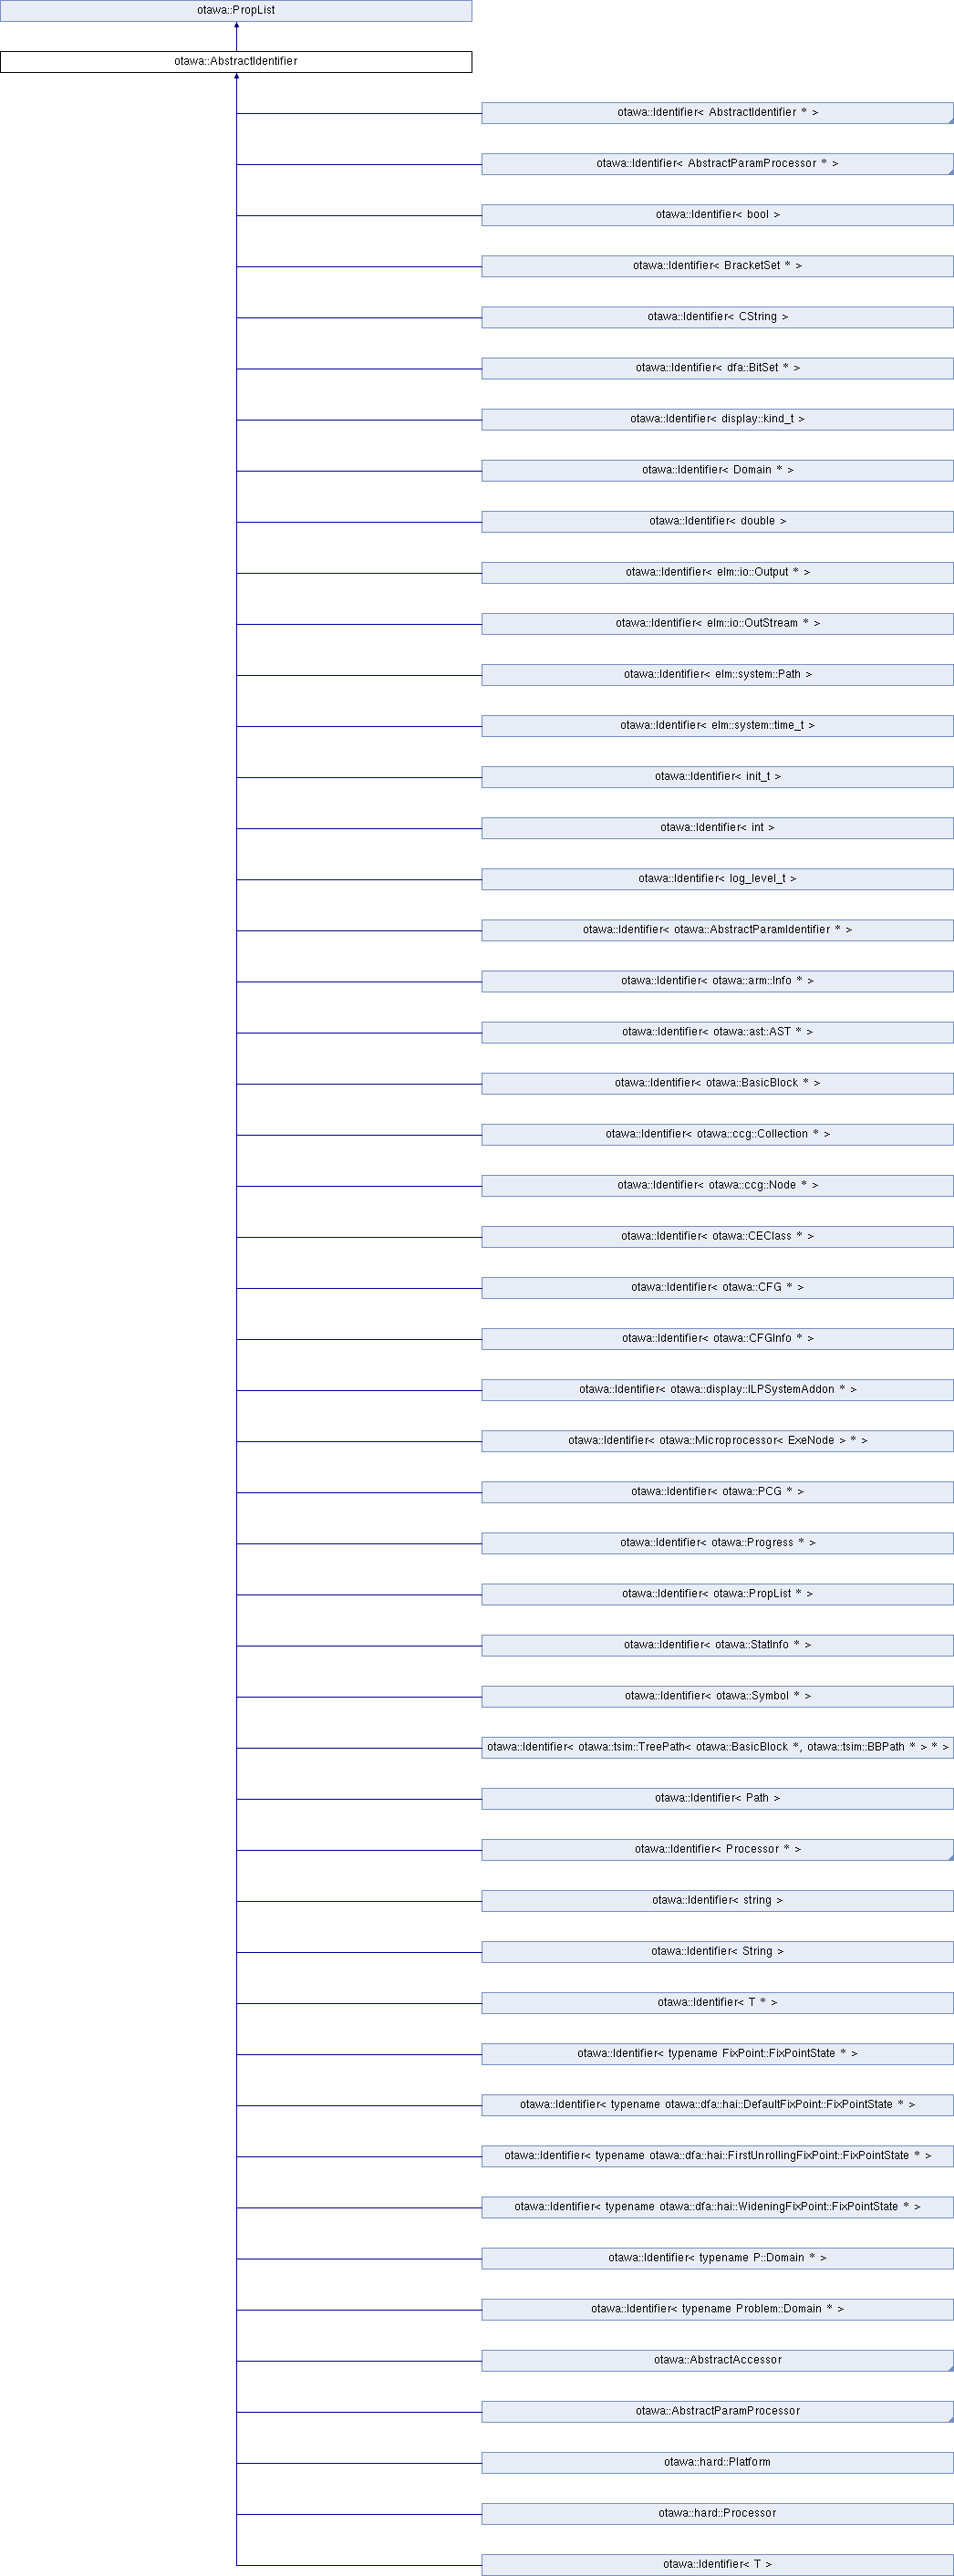 otawa::PropList
otawa::AbstractIdentifier
otawa::Identifier< AbstractIdentifier * >
otawa::Identifier< AbstractParamProcessor * >
otawa::Identifier< bool >
otawa::Identifier< BracketSet * >
otawa::Identifier< CString >
otawa::Identifier< dfa::BitSet * >
otawa::Identifier< display::kind_t >
otawa::Identifier< Domain * >
otawa::Identifier< double >
otawa::Identifier< elm::io::Output * >
otawa::Identifier< elm::io::OutStream * >
otawa::Identifier< elm::system::Path >
otawa::Identifier< elm::system::time_t >
otawa::Identifier< init_t >
otawa::Identifier< int >
otawa::Identifier< log_level_t >
otawa::Identifier< otawa::AbstractParamIdentifier * >
otawa::Identifier< otawa::arm::Info * >
otawa::Identifier< otawa::ast::AST * >
otawa::Identifier< otawa::BasicBlock * >
otawa::Identifier< otawa::ccg::Collection * >
otawa::Identifier< otawa::ccg::Node * >
otawa::Identifier< otawa::CEClass * >
otawa::Identifier< otawa::CFG * >
otawa::Identifier< otawa::CFGInfo * >
otawa::Identifier< otawa::display::ILPSystemAddon * >
otawa::Identifier< otawa::Microprocessor< ExeNode > * >
otawa::Identifier< otawa::PCG * >
otawa::Identifier< otawa::Progress * >
otawa::Identifier< otawa::PropList * >
otawa::Identifier< otawa::StatInfo * >
otawa::Identifier< otawa::Symbol * >
otawa::Identifier< otawa::tsim::TreePath< otawa::BasicBlock *, otawa::tsim::BBPath * > * >
otawa::Identifier< Path >
otawa::Identifier< Processor * >
otawa::Identifier< string >
otawa::Identifier< String >
otawa::Identifier< T * >
otawa::Identifier< typename FixPoint::FixPointState * >
otawa::Identifier< typename otawa::dfa::hai::DefaultFixPoint::FixPointState * >
otawa::Identifier< typename otawa::dfa::hai::FirstUnrollingFixPoint::FixPointState * >
otawa::Identifier< typename otawa::dfa::hai::WideningFixPoint::FixPointState * >
otawa::Identifier< typename P::Domain * >
otawa::Identifier< typename Problem::Domain * >
otawa::AbstractAccessor
otawa::AbstractParamProcessor
otawa::hard::Platform
otawa::hard::Processor
otawa::Identifier< T >